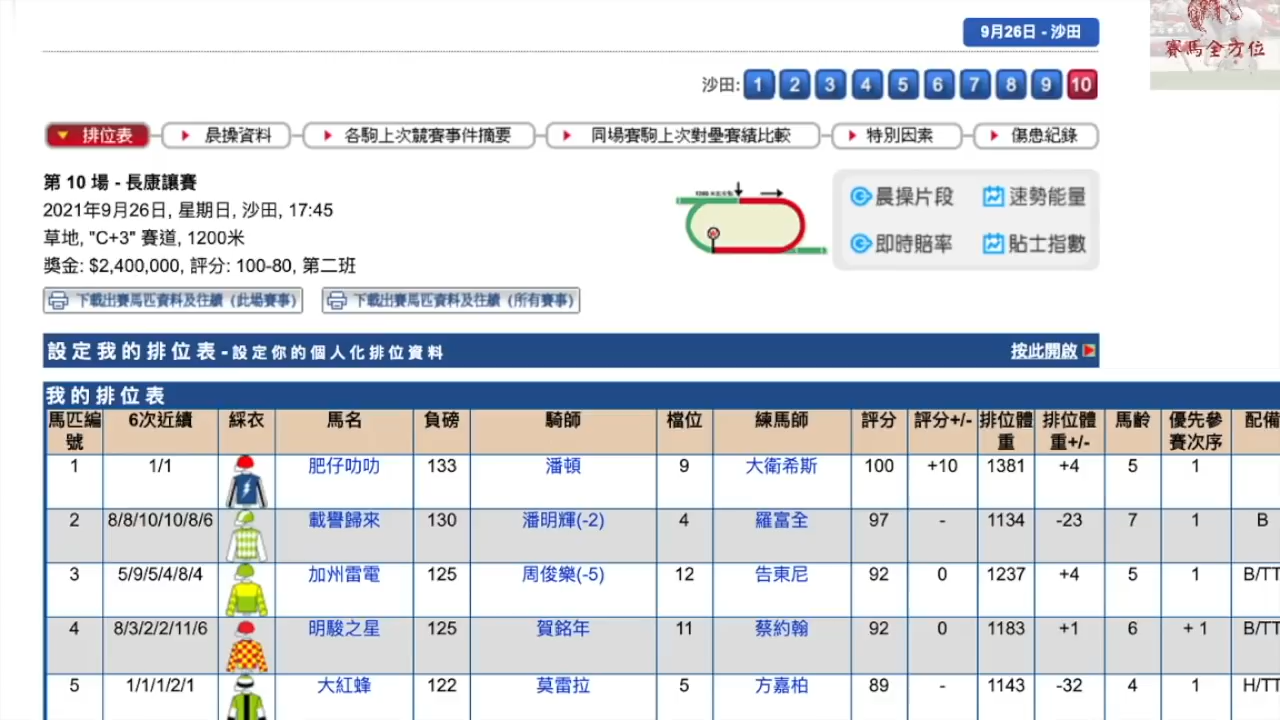 9月26日 - 沙田
賽馬全方位
沙田: 1 2 3 4 5 6 7 8 9 10
排位表 晨操資料 各駒上次競賽事件摘要 同場賽駒上次對壘賽績比較 特別因素 傷患紀錄
第 10 場 - 長康讓賽
2021年9月26日, 星期日, 沙田, 17:45
草地, "C+3" 賽道, 1200米
獎金: $2,400,000, 評分: 100-80, 第二班
晨操片段 速勢能量
即時賠率 貼士指數
下載出賽馬匹資料及往績 (此場賽事) 下載出賽馬匹資料及往績 (所有賽事)
設定我的排位表-設定你的個人化排位資料 按此開啟
我的排位表
馬匹編號 6次近績 綵衣 馬名 負磅 騎師 檔位 練馬師 評分 評分+/- 排位體重 排位體重+/- 馬齡 優先參賽次序 配備
1 1/1 肥仔叻叻 133 潘頓 9 大衛希斯 100 +10 1381 +4 5 1
2 8/8/10/10/8/6 載譽歸來 130 潘明輝(-2) 4 羅富全 97 - 1134 -23 7 1 B
3 5/9/5/4/8/4 加州雷電 125 周俊樂(-5) 12 告東尼 92 0 1237 +4 5 1 B/TT
4 8/3/2/2/11/6 明駿之星 125 賀銘年 11 蔡約翰 92 0 1183 +1 6 + 1 B/TT
5 1/1/1/2/1 大紅蜂 122 莫雷拉 5 方嘉柏 89 - 1143 -32 4 1 H/TT